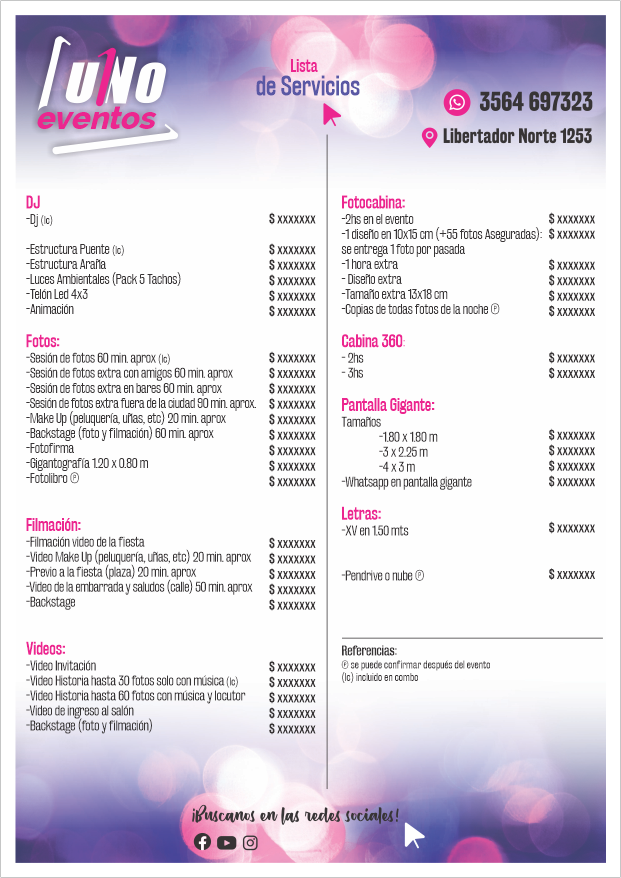 uNo
eventos
Lista
de Servicios
3564 697323
Libertador Norte 1253
DJ
-Dj (ic) $ xxxxxxx
-Estructura Puente (ic) $ xxxxxxx
-Estructura Araña $ xxxxxxx
-Luces Ambientales (Pack 5 Tachos) $ xxxxxxx
-Telón Led 4x3 $ xxxxxxx
-Animación $ xxxxxxx
Fotos:
-Sesión de fotos 60 min. aprox (ic) $ xxxxxxx
-Sesión de fotos extra con amigos 60 min. aprox $ xxxxxxx
-Sesión de fotos extra en bares 60 min. aprox $ xxxxxxx
-Sesión de fotos extra fuera de la ciudad 90 min. aprox. $ xxxxxxx
-Make Up (peluquería, uñas, etc) 20 min. aprox $ xxxxxxx
-Backstage (foto y filmación) 60 min. aprox $ xxxxxxx
-Fotofirma $ xxxxxxx
-Gigantografía 1.20 x 0.80 m $ xxxxxxx
-Fotolibro Ⓟ $ xxxxxxx
Filmación:
-Filmación video de la fiesta $ xxxxxxx
-Video Make Up (peluquería, uñas, etc) 20 min. aprox $ xxxxxxx
-Previo a la fiesta (plaza) 20 min. aprox $ xxxxxxx
-Video de la embarrada y saludos (calle) 50 min. aprox $ xxxxxxx
-Backstage $ xxxxxxx
Videos:
-Video Invitación $ xxxxxxx
-Video Historia hasta 30 fotos solo con música (ic) $ xxxxxxx
-Video Historia hasta 60 fotos con música y locutor $ xxxxxxx
-Video de ingreso al salón $ xxxxxxx
-Backstage (foto y filmación) $ xxxxxxx
Fotocabina:
-2hs en el evento $ xxxxxxx
-1 diseño en 10x15 cm (+55 fotos Aseguradas): $ xxxxxxx
se entrega 1 foto por pasada
-1 hora extra $ xxxxxxx
- Diseño extra $ xxxxxxx
-Tamaño extra 13x18 cm $ xxxxxxx
-Copias de todas fotos de la noche Ⓟ $ xxxxxxx
Cabina 360:
- 2hs $ xxxxxxx
- 3hs $ xxxxxxx
Pantalla Gigante:
Tamaños
-1.80 x 1.80 m $ xxxxxxx
-3 x 2.25 m $ xxxxxxx
-4 x 3 m $ xxxxxxx
-Whatsapp en pantalla gigante $ xxxxxxx
Letras:
-XV en 1.50 mts $ xxxxxxx
-Pendrive o nube Ⓟ $ xxxxxxx
Referencias:
Ⓟ se puede confirmar después del evento
(ic) incluido en combo
¡Buscanos en las redes sociales!